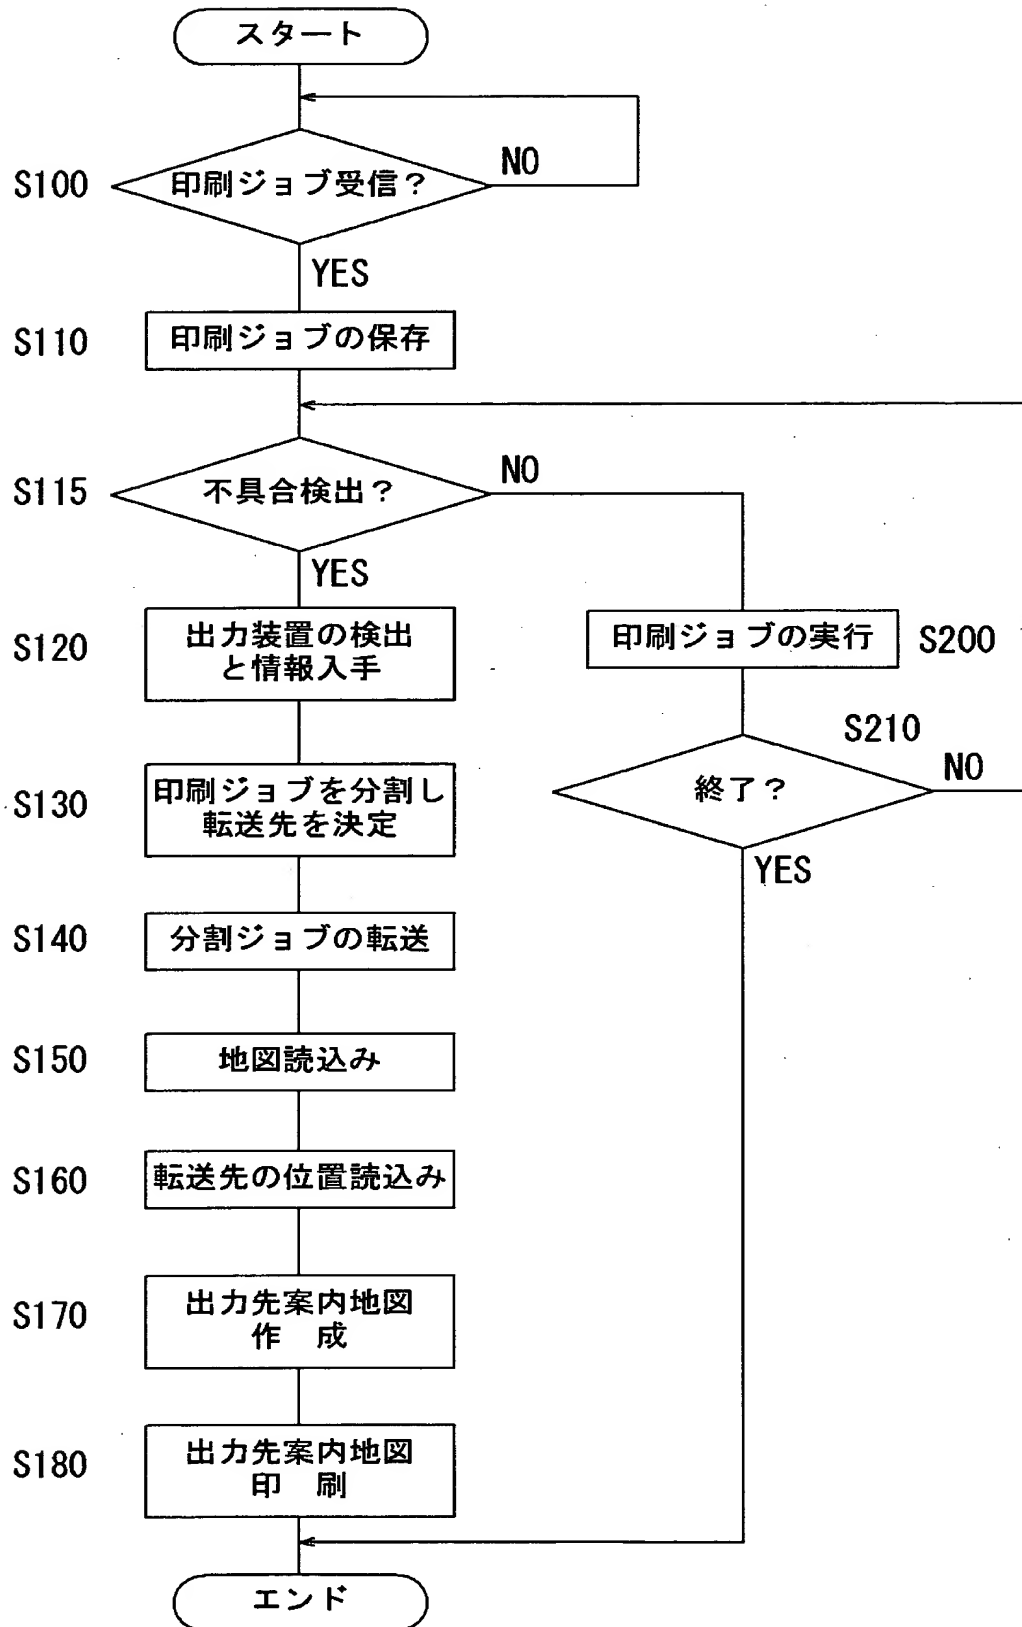 スタート
S100
印刷ジョブ受信？
NO
YES
S110
印刷ジョブの保存
S115
不具合検出？
NO
YES
S120
出力装置の検出
と情報入手
印刷ジョブの実行
S200
S210
終了？
NO
YES
S130
印刷ジョブを分割し
転送先を決定
S140
分割ジョブの転送
S150
地図読込み
S160
転送先の位置読込み
S170
出力先案内地図
作　成
S180
出力先案内地図
印　刷
エンド